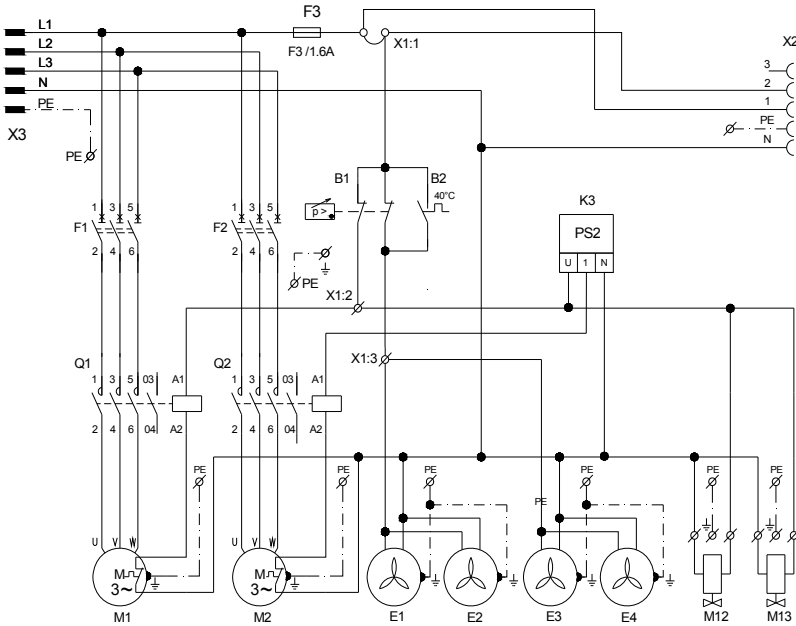 L1
F3
L2
F3 /1.6A
X1:1
X2
L3
3
N
2
PE
1
X3
PE
PE
N
B1
B2
40°C
K3
1 3 5
1 3 5
p >
F1
F2
PS2
2 4 6
2 4 6
U 1 N
PE
X1:2
X1:3
Q1
Q2
1 3 5 03 A1
1 3 5 03 A1
2 4 6 04 A2
2 4 6 04 A2
PE
PE
PE
PE
PE
PE
PE
U V W
U V W
M
3~
M
3~
M1
M2
E1
E2
E3
E4
M12
M13